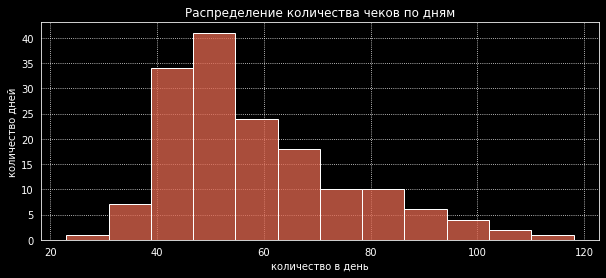 Распределение количества чеков по дням
количество дней
40
35
30
25
20
15
10
5
0
20 40 60 80 100 120
количество в день